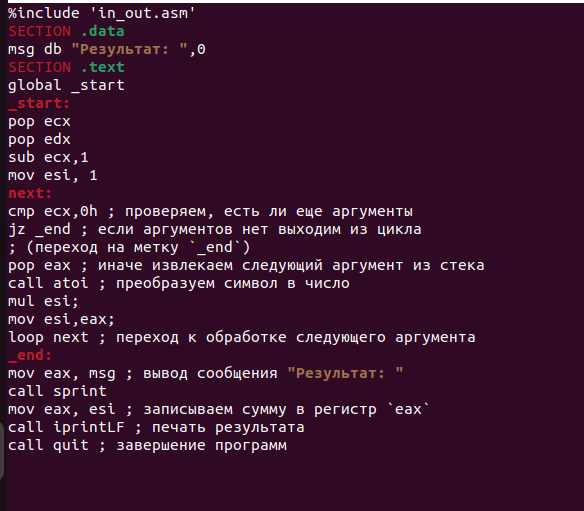 %include 'in_out.asm'
SECTION .data
msg db "Результат: ",0
SECTION .text
global _start
_start:
pop ecx
pop edx
sub ecx,1
mov esi, 1
next:
cmp ecx,0h ; проверяем, есть ли еще аргументы
jz _end ; если аргументов нет выходим из цикла
; (переход на метку `_end`)
pop eax ; иначе извлекаем следующий аргумент из стека
call atoi ; преобразуем символ в число
mul esi;
mov esi,eax;
loop next ; переход к обработке следующего аргумента
_end:
mov eax, msg ; вывод сообщения "Результат: "
call sprint
mov eax, esi ; записываем сумму в регистр `eax`
call iprintLF ; печать результата
call quit ; завершение программ